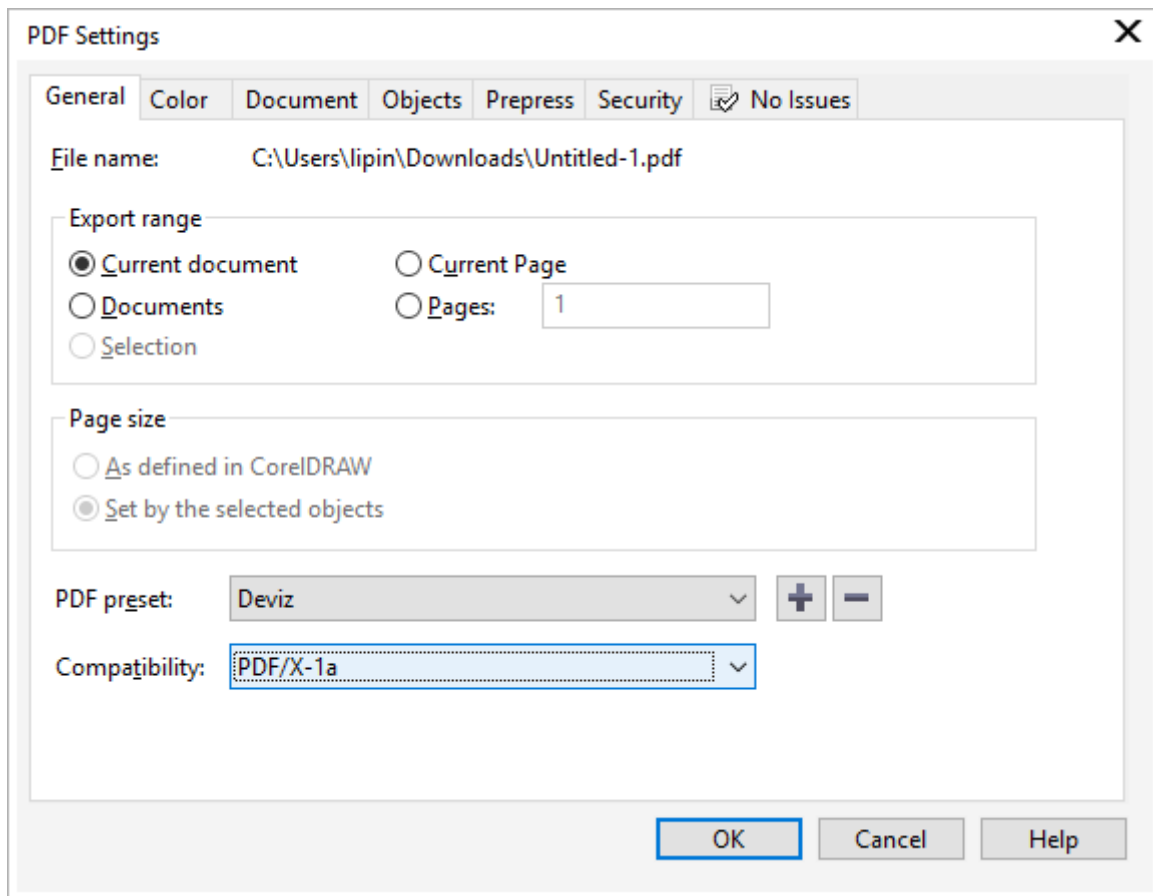 PDF Settings
General Color Document Objects Prepress Security No Issues
File name: C:\Users\lipin\Downloads\Untitled-1.pdf
Export range
Current document Current Page
Documents Pages: 1
Selection
Page size
As defined in CorelDRAW
Set by the selected objects
PDF preset: Deviz
Compatibility: PDF/X-1a
OK Cancel Help